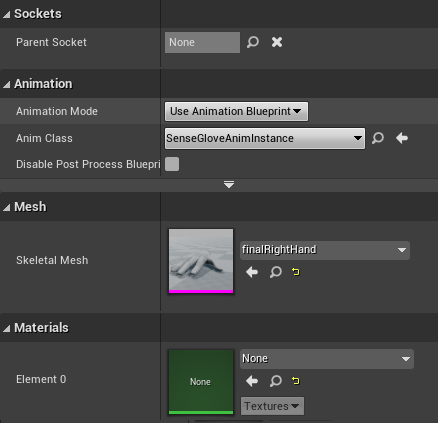 Sockets
Parent Socket None
Animation
Animation Mode Use Animation Blueprint
Anim Class SenseGloveAnimInstance
Disable Post Process Bluepri
Mesh
finalRightHand
Skeletal Mesh
Materials
None
Element 0 None
Textures